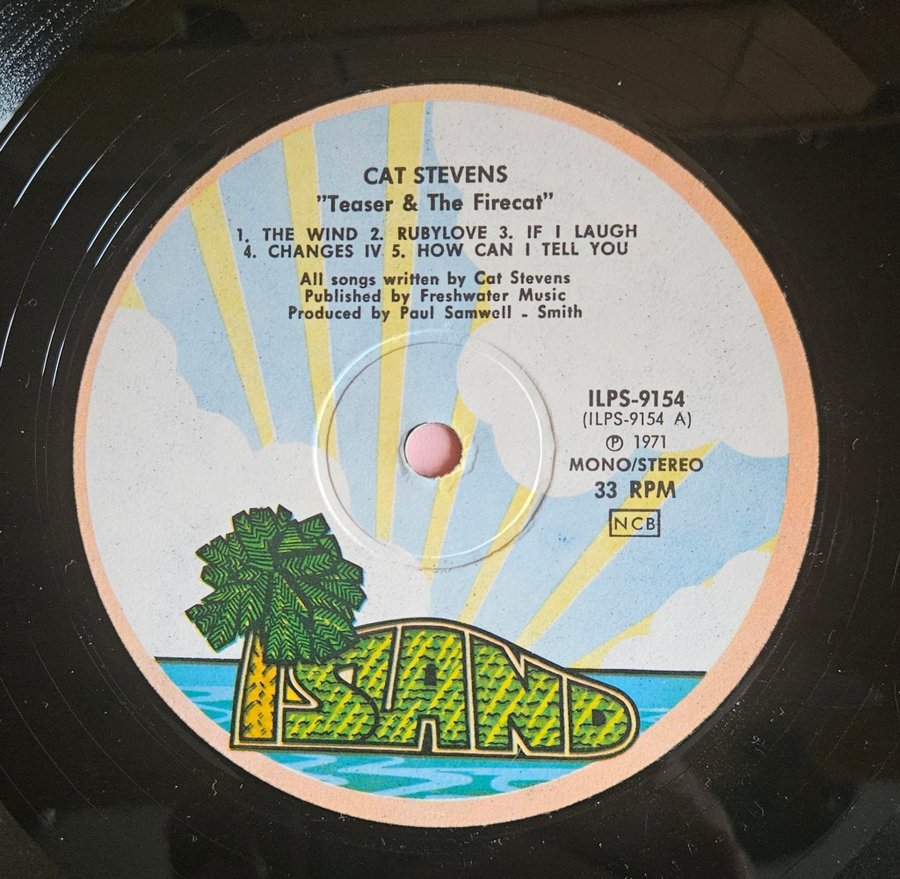 CAT STEVENS
"Teaser & The Firecat"
1. THE WIND 2. RUBYLOVE 3. IF I LAUGH
4. CHANGES IV 5. HOW CAN I TELL YOU
All songs written by Cat Stevens
Published by Freshwater Music
Produced by Paul Samwell - Smith
ILPS-9154
(ILPS-9154 A)
Ⓟ 1971
MONO/STEREO
33 RPM
NCB
ISLAND